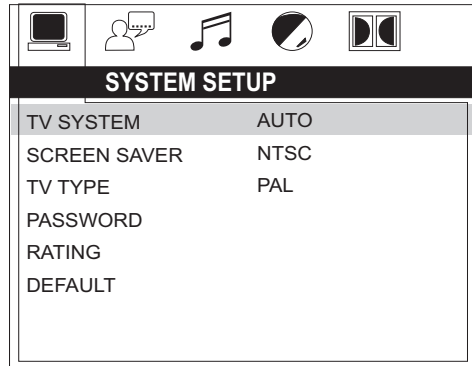 SYSTEM SETUP
TV SYSTEM AUTO
SCREEN SAVER NTSC
TV TYPE PAL
PASSWORD
RATING
DEFAULT